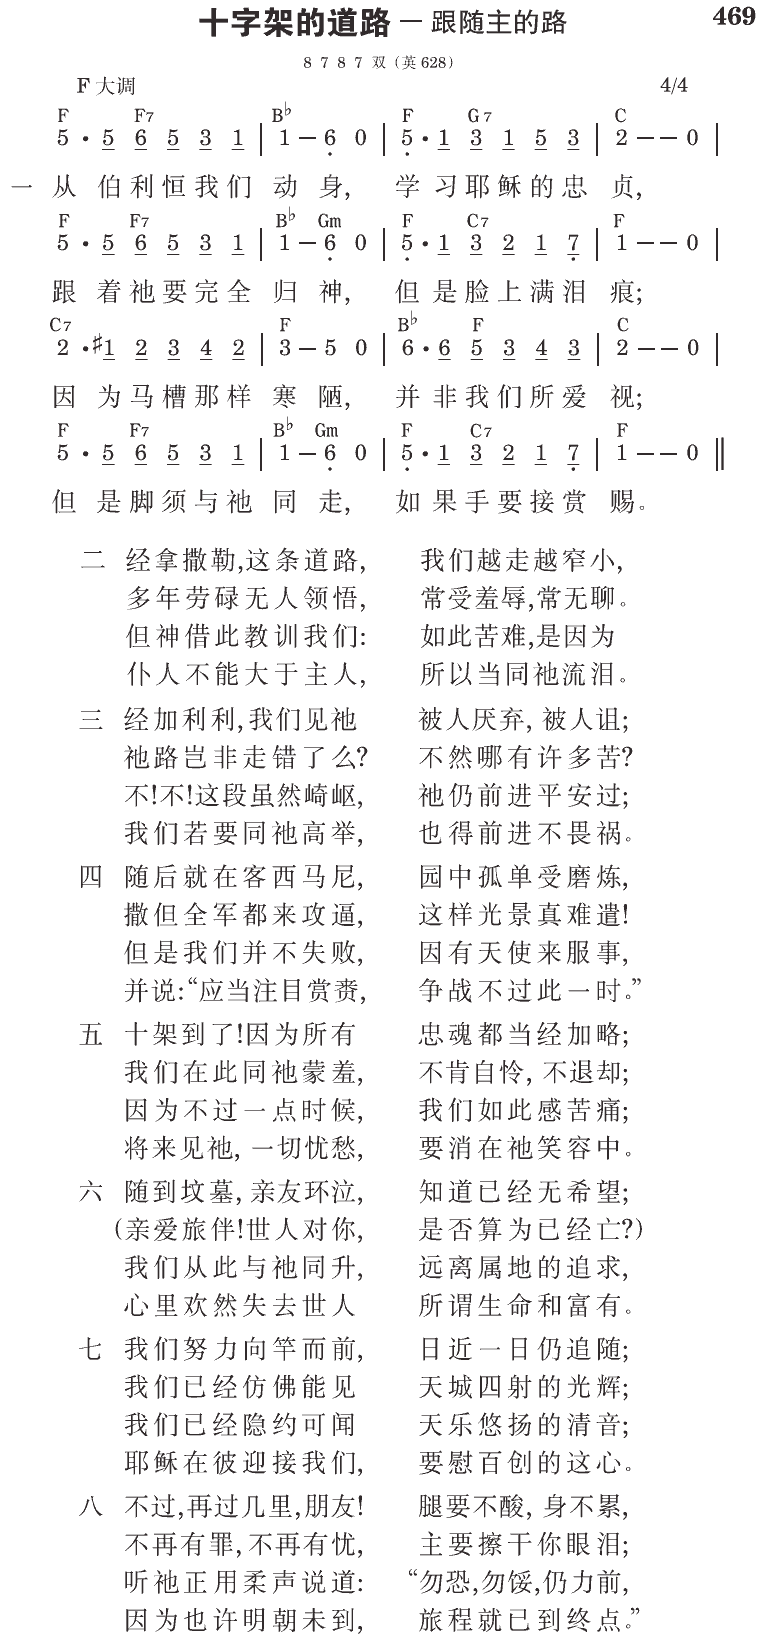 十字架的道路 — 跟随主的路 469
8 7 8 7 双（英 628）
F 大调 4/4
F F7 B♭ F G7 C
5 · 5 6 5 3 1 | 1 – 6 0 | 5 · 1 3 1 5 3 | 2 – – 0 |
一 从 伯利恒我们 动 身, 学 习耶稣的忠 贞,
F F7 B♭ Gm F C7 F
5 · 5 6 5 3 1 | 1 – 6 0 | 5 · 1 3 2 1 7 | 1 – – 0 |
跟 着祂要完全 归 神, 但 是脸上满泪 痕;
C7 F B♭ F C
2 · #1 2 3 4 2 | 3 – 5 0 | 6 · 6 5 3 4 3 | 2 – – 0 |
因 为马槽那样 寒 陋, 并 非我们所爱 视;
F F7 B♭ Gm F C7 F
5 · 5 6 5 3 1 | 1 – 6 0 | 5 · 1 3 2 1 7 | 1 – – 0 ‖
但 是脚须与祂 同 走, 如 果手要接赏 赐。
二 经拿撒勒,这条道路, 我们越走越窄小,
多年劳碌无人领悟, 常受羞辱,常无聊。
但神借此教训我们: 如此苦难,是因为
仆人不能大于主人, 所以当同祂流泪。
三 经加利利,我们见祂 被人厌弃, 被人诅;
祂路岂非走错了么? 不然哪有许多苦?
不!不!这段虽然崎岖, 祂仍前进平安过;
我们若要同祂高举, 也得前进不畏祸。
四 随后就在客西马尼, 园中孤单受磨炼,
撒但全军都来攻逼, 这样光景真难遣!
但是我们并不失败, 因有天使来服事,
并说:“应当注目赏赉, 争战不过此一时。”
五 十架到了!因为所有 忠魂都当经加略;
我们在此同祂蒙羞, 不肯自怜, 不退却;
因为不过一点时候, 我们如此感苦痛;
将来见祂, 一切忧愁, 要消在祂笑容中。
六 随到坟墓, 亲友环泣, 知道已经无希望;
(亲爱旅伴!世人对你, 是否算为已经亡?)
我们从此与祂同升, 远离属地的追求,
心里欢然失去世人 所谓生命和富有。
七 我们努力向竿而前, 日近一日仍追随;
我们已经仿佛能见 天城四射的光辉;
我们已经隐约可闻 天乐悠扬的清音;
耶稣在彼迎接我们, 要慰百创的这心。
八 不过,再过几里,朋友! 腿要不酸, 身不累,
不再有罪, 不再有忧, 主要擦干你眼泪;
听祂正用柔声说道: “勿恐,勿馁,仍力前,
因为也许明朝未到, 旅程就已到终点。”